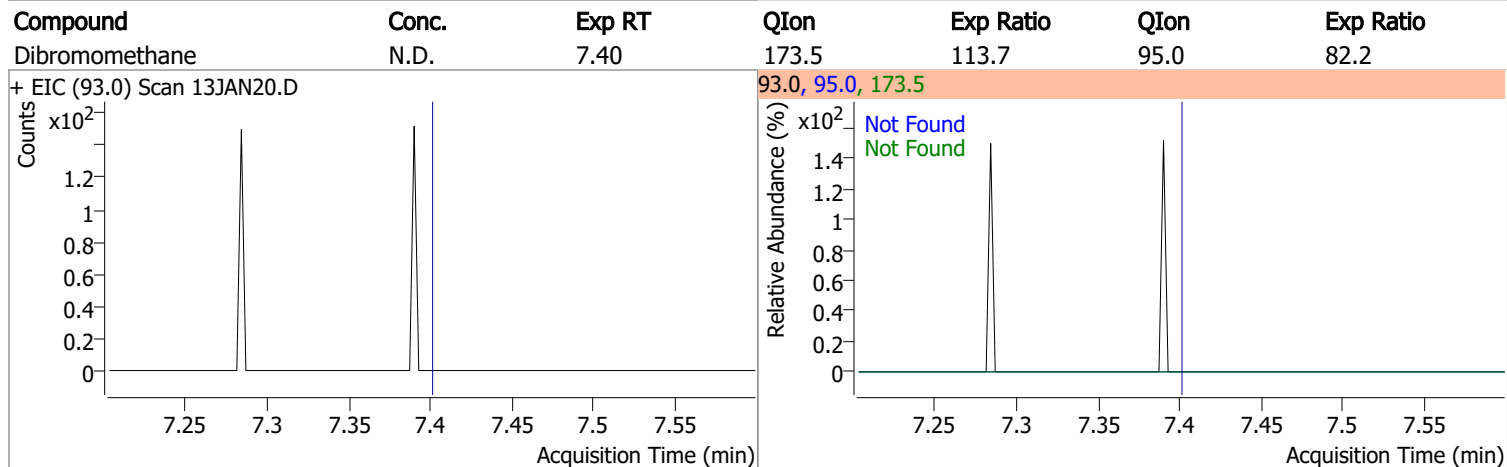 Compound Conc. Exp RT QIon Exp Ratio QIon Exp Ratio
Dibromomethane N.D. 7.40 173.5 113.7 95.0 82.2
+ EIC (93.0) Scan 13JAN20.D
Counts
x10²
1.2
1
0.8
0.6
0.4
0.2
0
7.25 7.3 7.35 7.4 7.45 7.5 7.55
Acquisition Time (min)
93.0, 95.0, 173.5
Relative Abundance (%)
x10²
Not Found
Not Found
1.4
1.2
1
0.8
0.6
0.4
0.2
0
7.25 7.3 7.35 7.4 7.45 7.5 7.55
Acquisition Time (min)